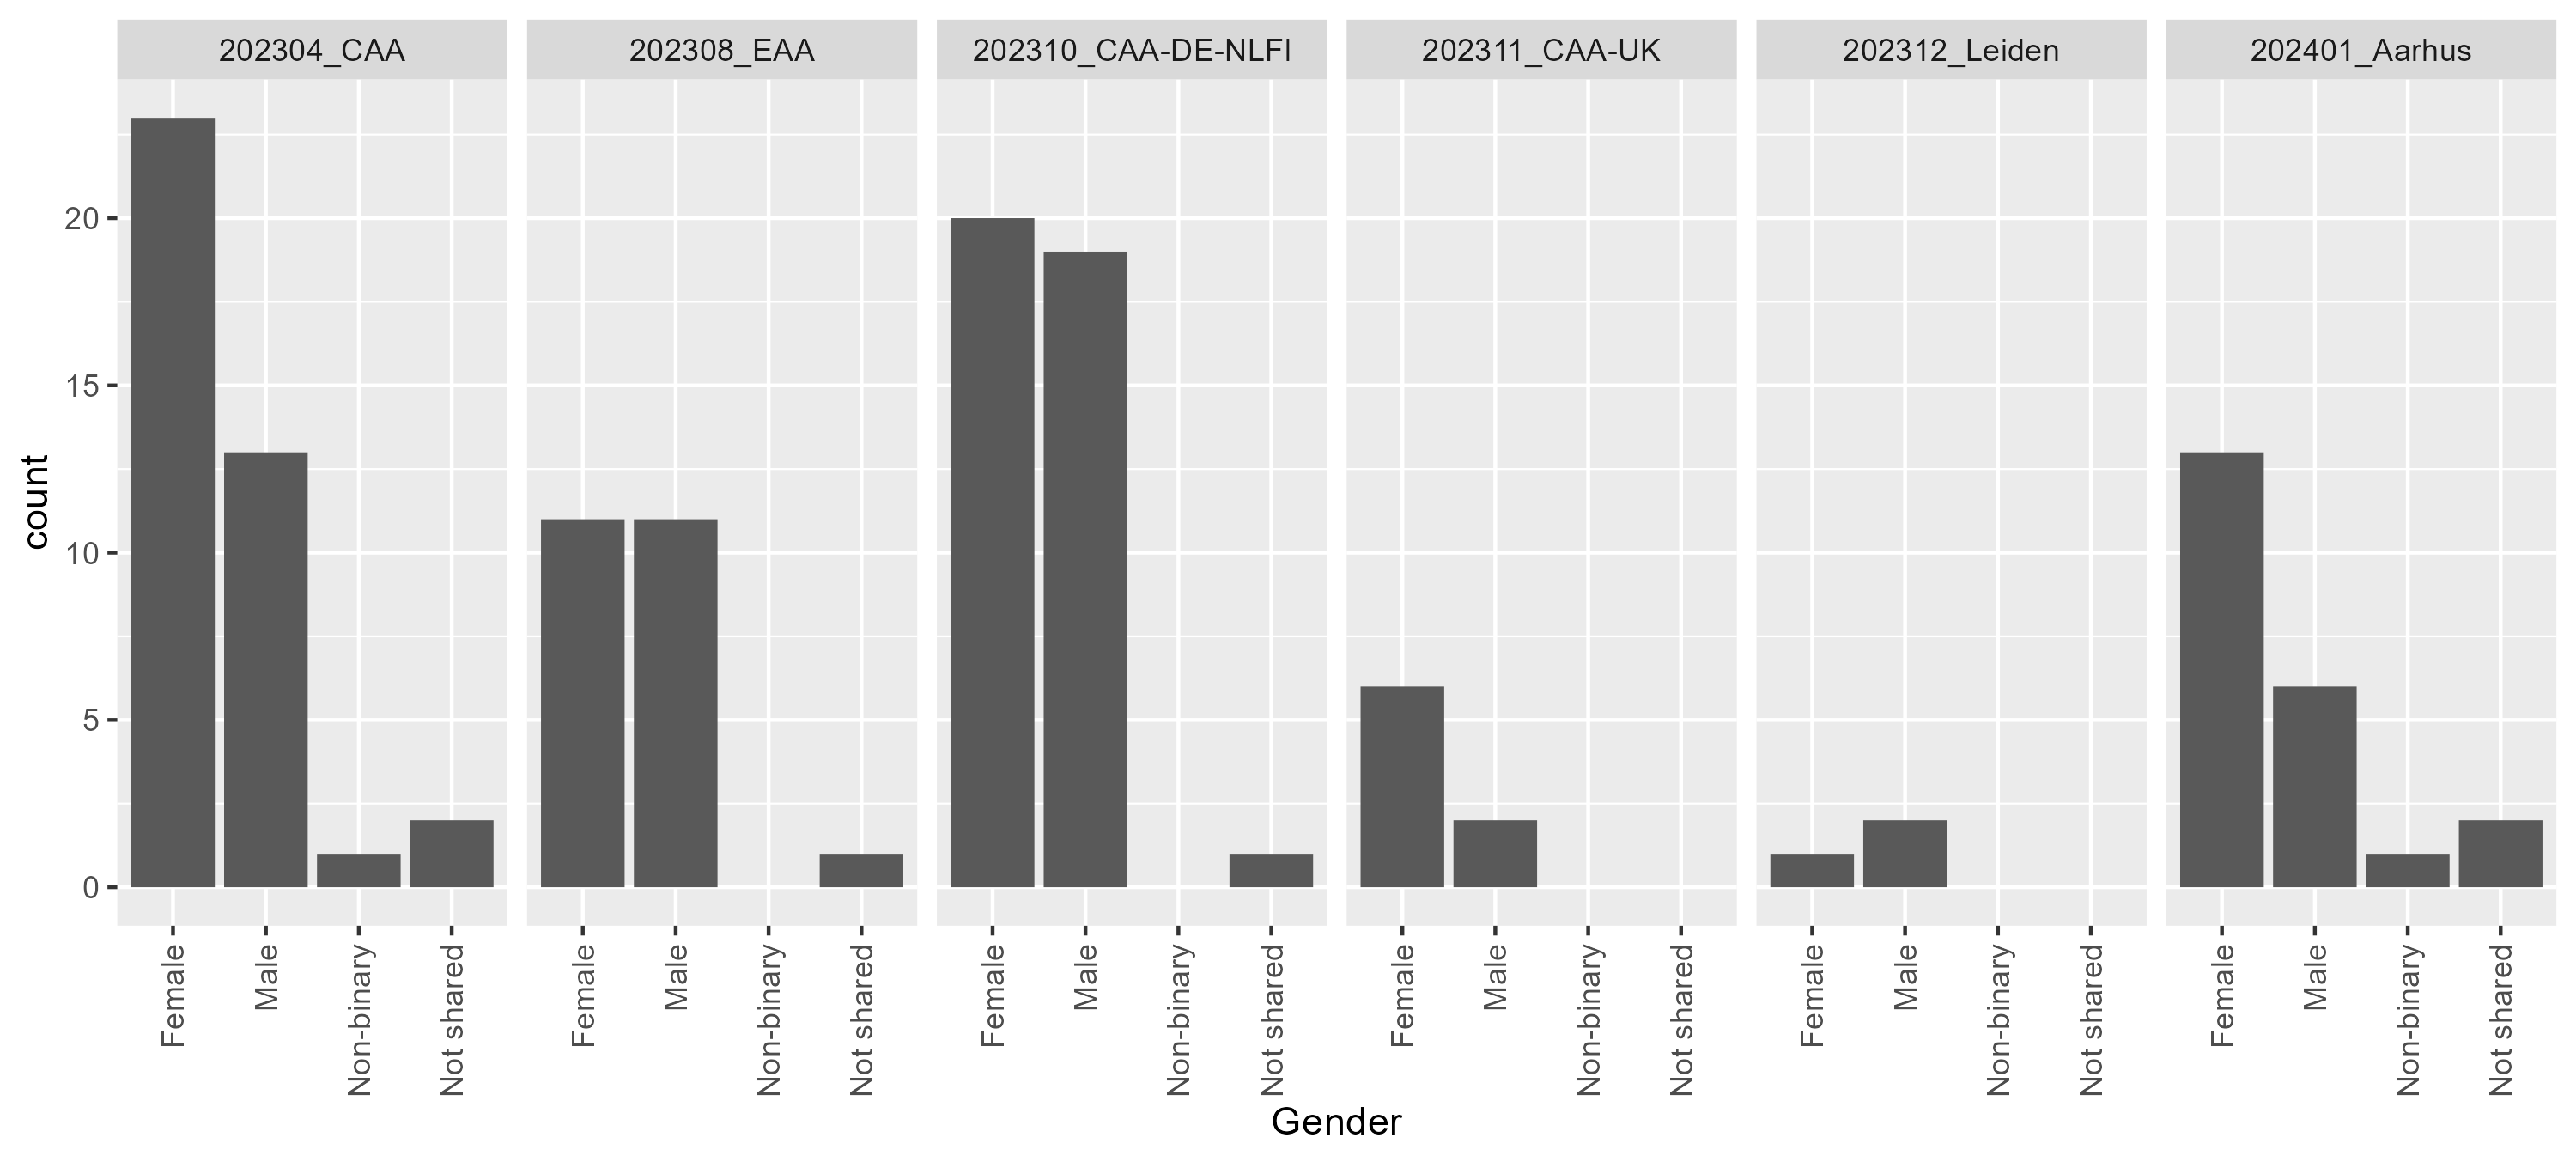 202304_CAA
202308_EAA
202310_CAA-DE-NLFI
202311_CAA-UK
202312_Leiden
202401_Aarhus
count
20
15
10
5
0
Female
Male
Non-binary
Not shared
Female
Male
Non-binary
Not shared
Female
Male
Non-binary
Not shared
Female
Male
Non-binary
Not shared
Female
Male
Non-binary
Not shared
Female
Male
Non-binary
Not shared
Gender